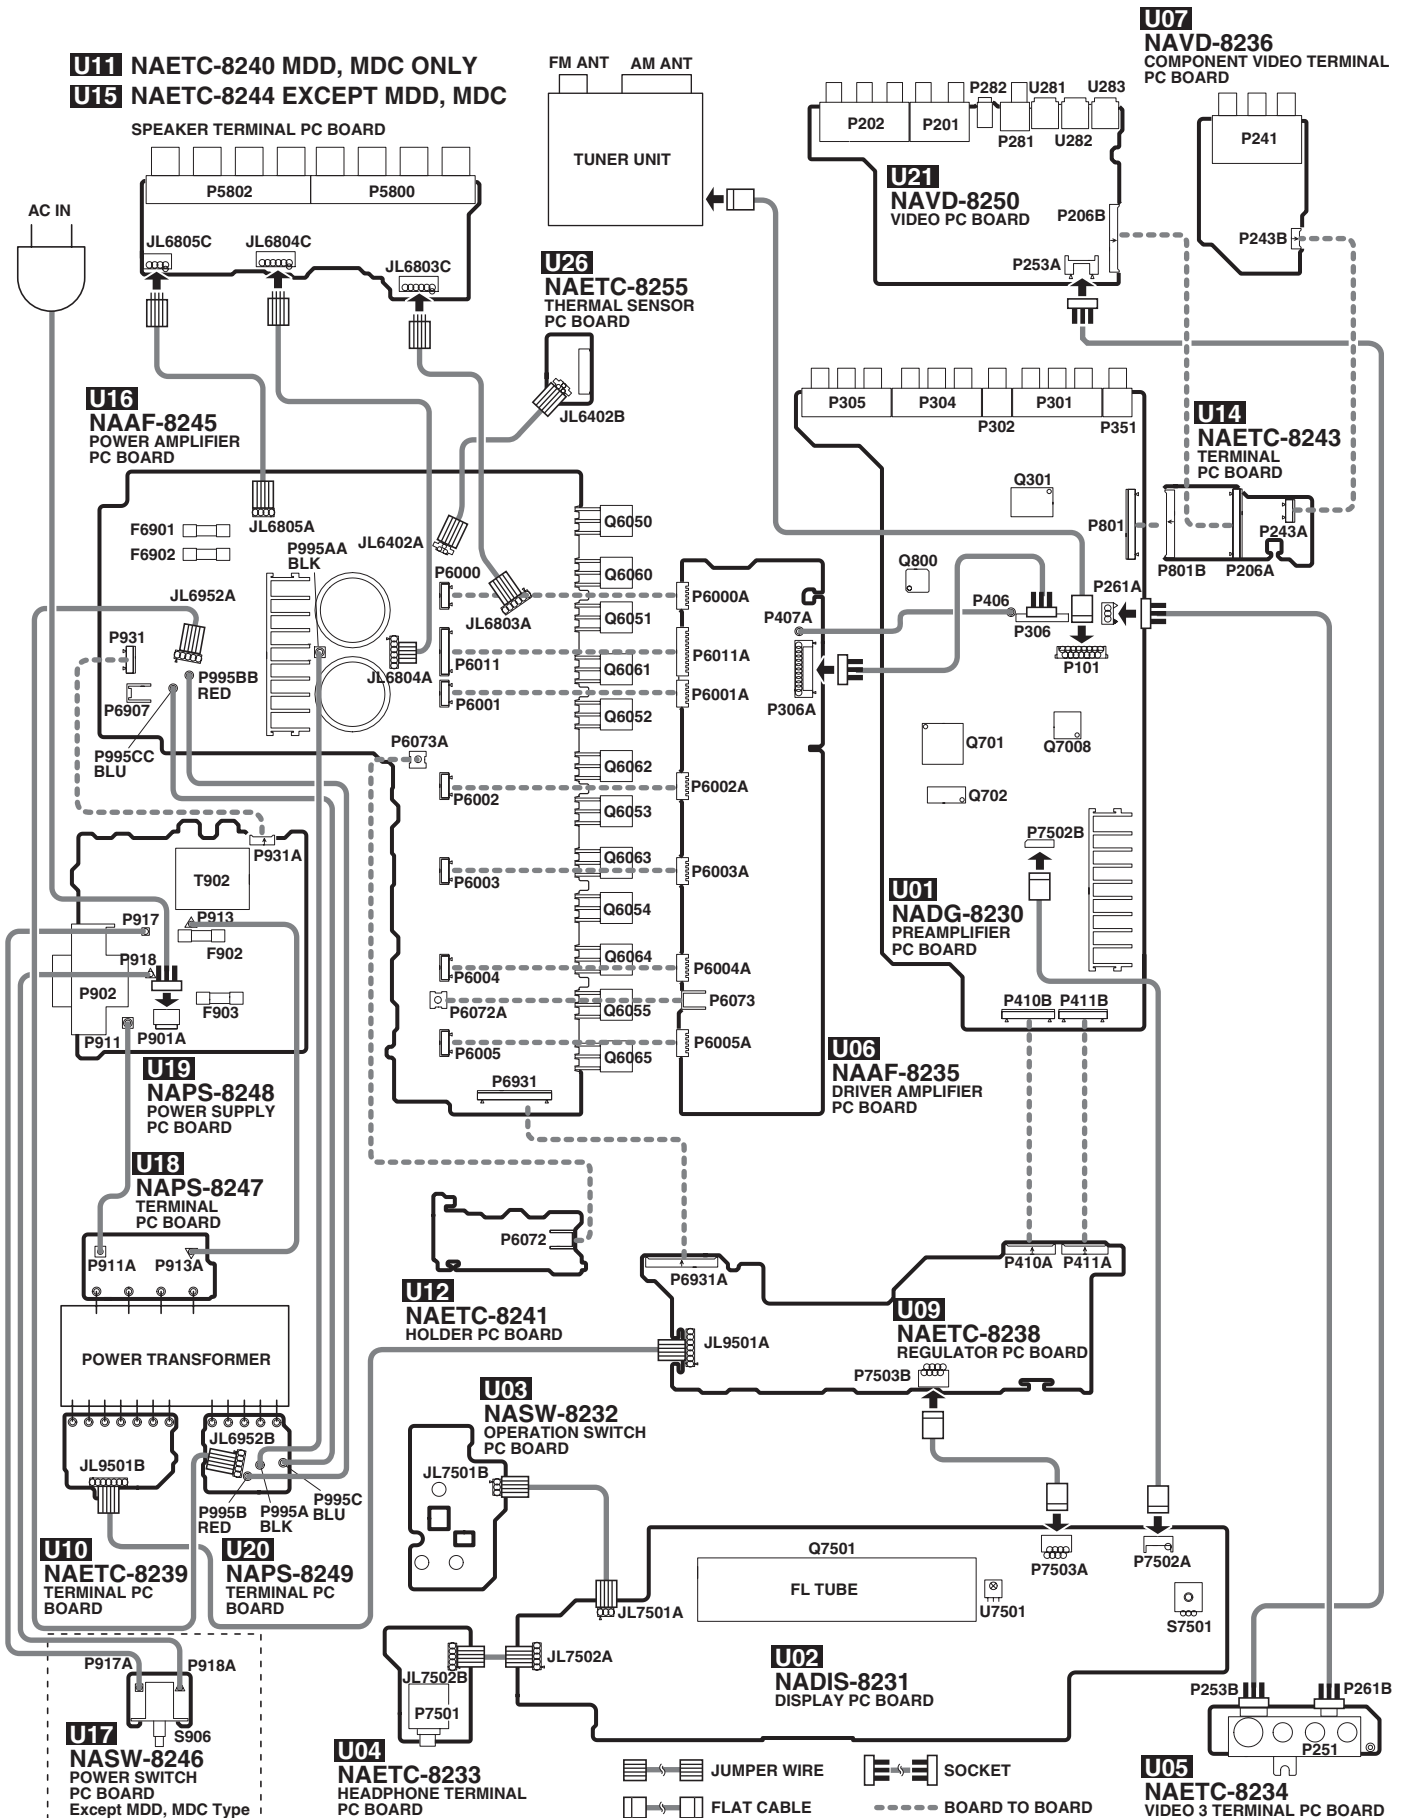 U07
NAVD-8236
COMPONENT VIDEO TERMINAL
PC BOARD
U11 NAETC-8240 MDD, MDC ONLY
U15 NAETC-8244 EXCEPT MDD, MDC
SPEAKER TERMINAL PC BOARD
FM ANT
AM ANT
TUNER UNIT
P282
U281
U283
P202
P201
P281
U282
P241
U21
NAVD-8250
VIDEO PC BOARD
P206B
P253A
P243B
P5802
P5800
AC IN
JL6805C
JL6804C
JL6803C
U26
NAETC-8255
THERMAL SENSOR
PC BOARD
JL6402B
U16
NAAF-8245
POWER AMPLIFIER
PC BOARD
P305
P304
P302
P301
P351
U14
NAETC-8243
TERMINAL
PC BOARD
Q301
P801
P243A
P801B
P206A
F6901
F6902
JL6805A
P995AA
BLK
JL6402A
Q6050
Q6060
Q6051
Q6061
Q6052
Q6062
Q6053
Q6063
Q6054
Q6064
Q6055
Q6065
JL6952A
P931
P995BB
RED
P6907
P995CC
BLU
P6000
JL6803A
P6011
JL6804A
P6001
P6073A
P6002
P6003
P6004
P6072A
P6005
P6931
P6000A
P6011A
P6001A
P407A
P306A
P6002A
P6003A
P6004A
P6073
P6005A
Q800
P406
P306
P261A
P101
Q701
Q7008
Q702
P7502B
U01
NADG-8230
PREAMPLIFIER
PC BOARD
P410B
P411B
U06
NAAF-8235
DRIVER AMPLIFIER
PC BOARD
P931A
T902
P917
P913
F902
P918
P902
F903
P911
P901A
U19
NAPS-8248
POWER SUPPLY
PC BOARD
U18
NAPS-8247
TERMINAL
PC BOARD
P911A
P913A
POWER TRANSFORMER
P6072
U12
NAETC-8241
HOLDER PC BOARD
P6931A
P410A
P411A
U09
NAETC-8238
REGULATOR PC BOARD
JL9501A
P7503B
JL9501B
JL6952B
P995B
RED
P995A
BLK
P995C
BLU
U10
NAETC-8239
TERMINAL PC
BOARD
U20
NAPS-8249
TERMINAL PC
BOARD
U03
NASW-8232
OPERATION SWITCH
PC BOARD
JL7501B
JL7501A
Q7501
FL TUBE
P7503A
P7502A
U7501
S7501
JL7502A
JL7502B
P7501
U02
NADIS-8231
DISPLAY PC BOARD
P917A
P918A
S906
U17
NASW-8246
POWER SWITCH
PC BOARD
Except MDD, MDC Type
U04
NAETC-8233
HEADPHONE TERMINAL
PC BOARD
P253B
P261B
P251
U05
NAETC-8234
VIDEO 3 TERMINAL PC BOARD
JUMPER WIRE
SOCKET
FLAT CABLE
BOARD TO BOARD